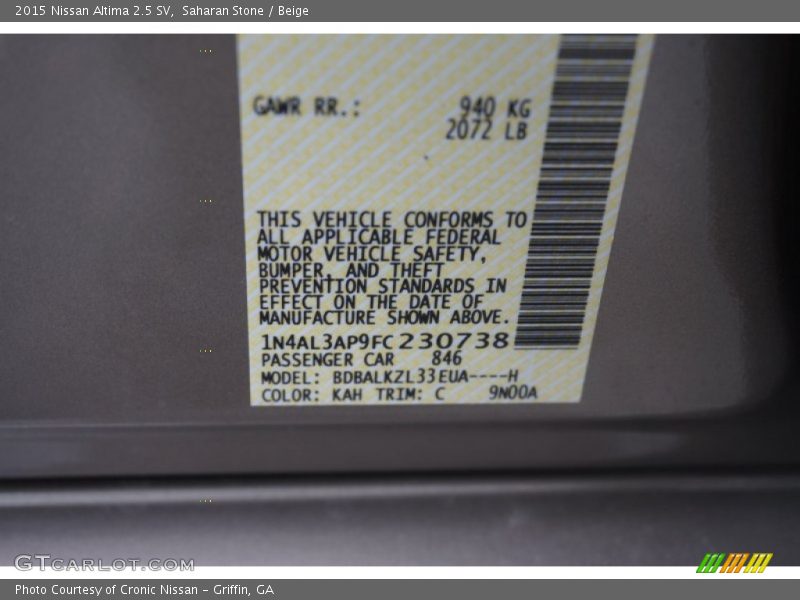 2015 Nissan Altima 2.5 SV,  Saharan Stone / Beige
GAWR RR.: 940 KG
2072 LB
THIS VEHICLE CONFORMS TO
ALL APPLICABLE FEDERAL
MOTOR VEHICLE SAFETY,
BUMPER, AND THEFT
PREVENTION STANDARDS IN
EFFECT ON THE DATE OF
MANUFACTURE SHOWN ABOVE.
1N4AL3AP9FC230738
PASSENGER CAR 846
MODEL: BDBALKZL33EUA----H
COLOR: KAH TRIM: C 9N00A
GTCARLOT.COM
Photo Courtesy of Cronic Nissan – Griffin, GA